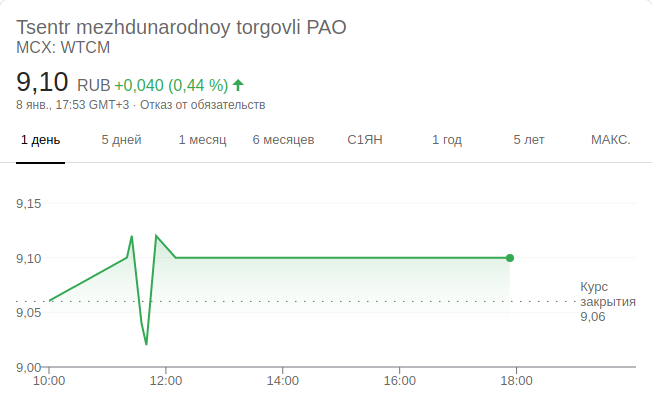 Tsentr mezhdunarodnoy torgovli PAO
MCX: WTCM
9,10 RUB +0,040 (0,44 %)
8 янв., 17:53 GMT+3 · Отказ от обязательств
1 день 5 дней 1 месяц 6 месяцев С1ЯН 1 год 5 лет МАКС.
9,15
9,10
Курс
закрытия
9,06
9,05
9,00
10:00 12:00 14:00 16:00 18:00